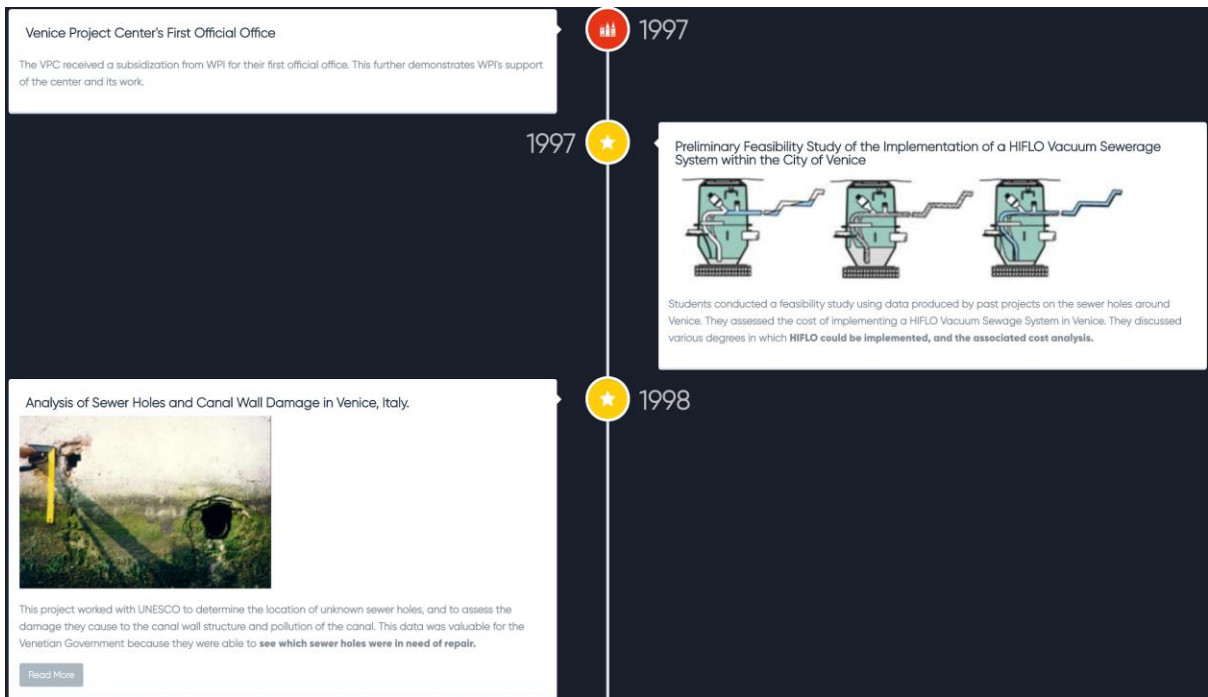 Venice Project Center's First Official Office
The VPC received a subsidization from WPI for their first official office. This further demonstrates WPI's support
of the center and its work.
1997
1997
Preliminary Feasibility Study of the Implementation of a HIFLO Vacuum Sewerage
System within the City of Venice
Students conducted a feasibility study using data produced by past projects on the sewer holes around
Venice. They assessed the cost of implementing a HIFLO Vacuum Sewage System in Venice. They discussed
various degrees in which HIFLO could be implemented, and the associated cost analysis.
Analysis of Sewer Holes and Canal Wall Damage in Venice, Italy.
1998
This project worked with UNESCO to determine the location of unknown sewer holes, and to assess the
damage they cause to the canal wall structure and pollution of the canal. This data was valuable for the
Venetian Government because they were able to see which sewer holes were in need of repair.
Read More